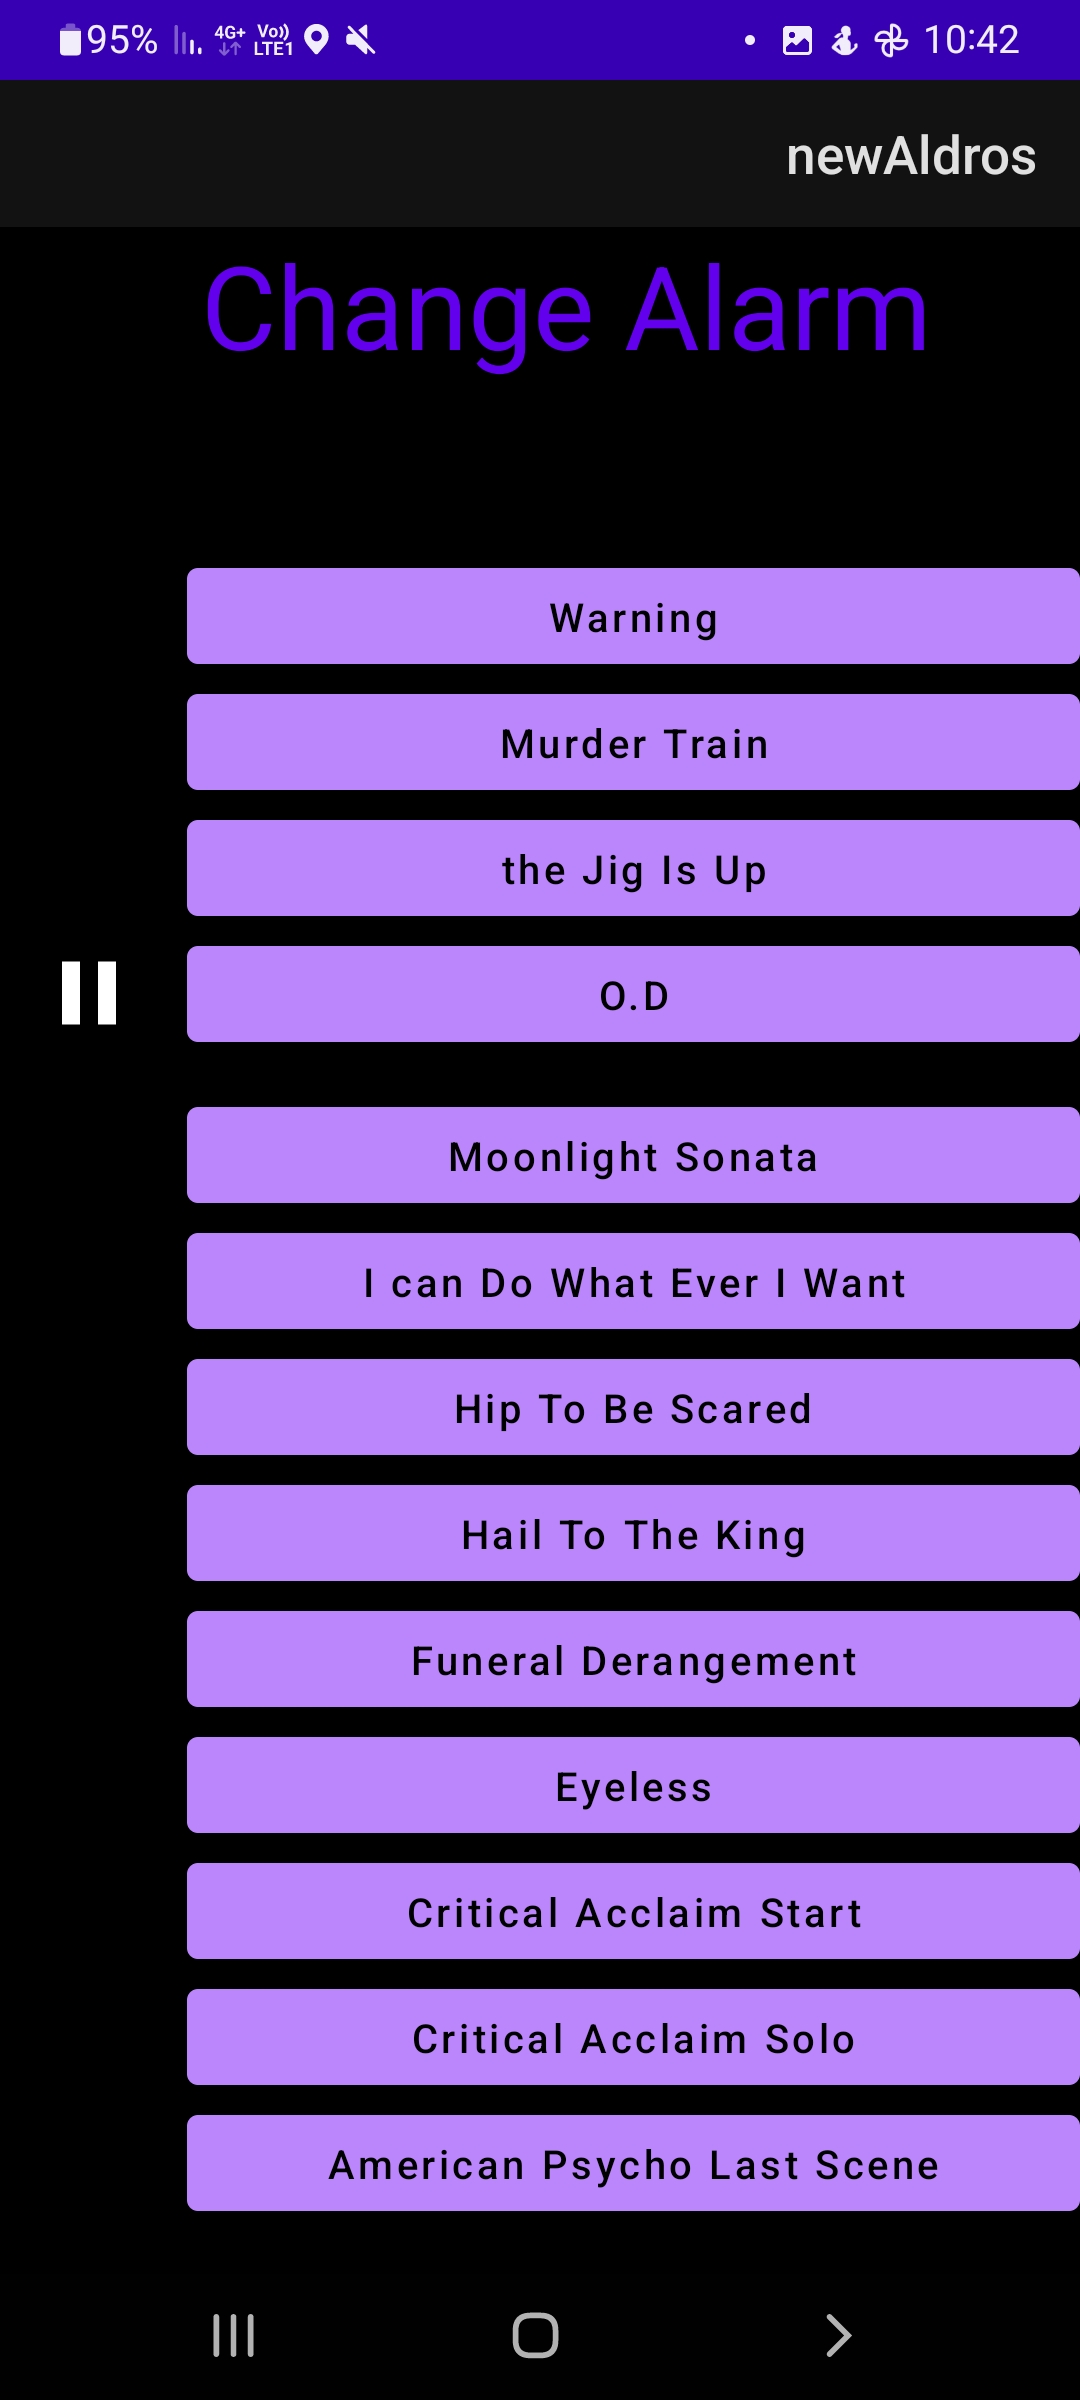 95% 4G+ Vo)) LTE1 10:42
newAldros
Change Alarm
Warning
Murder Train
the Jig Is Up
O.D
Moonlight Sonata
I can Do What Ever I Want
Hip To Be Scared
Hail To The King
Funeral Derangement
Eyeless
Critical Acclaim Start
Critical Acclaim Solo
American Psycho Last Scene